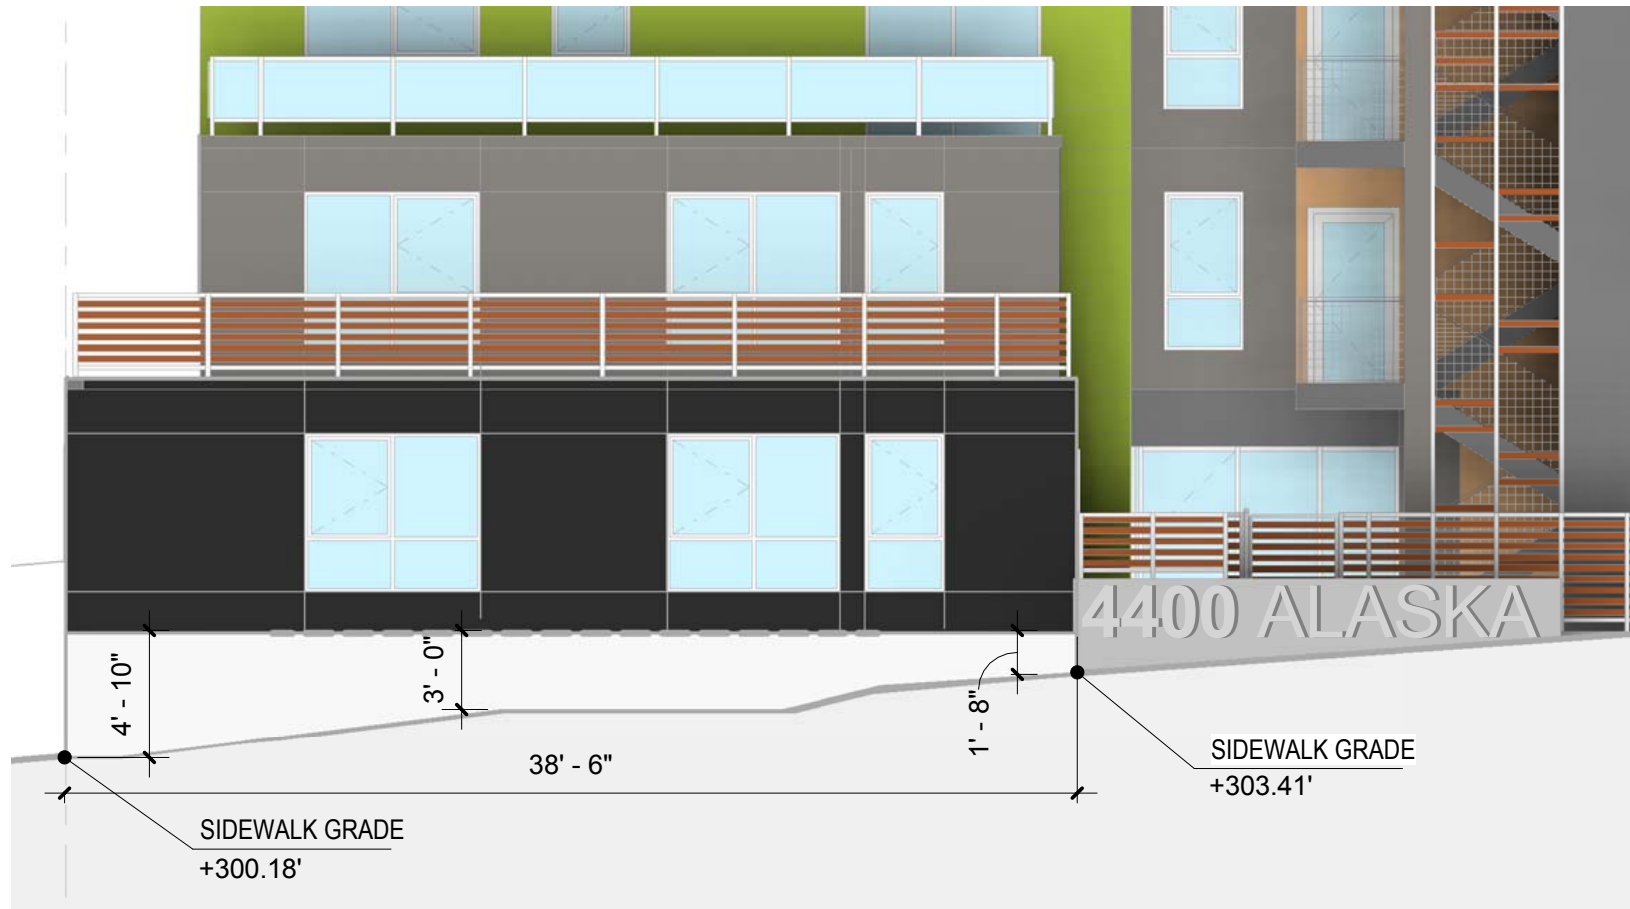 4400 ALASKA
4' - 10"
3' - 0"
1' - 8"
38' - 6"
SIDEWALK GRADE
+303.41'
SIDEWALK GRADE
+300.18'